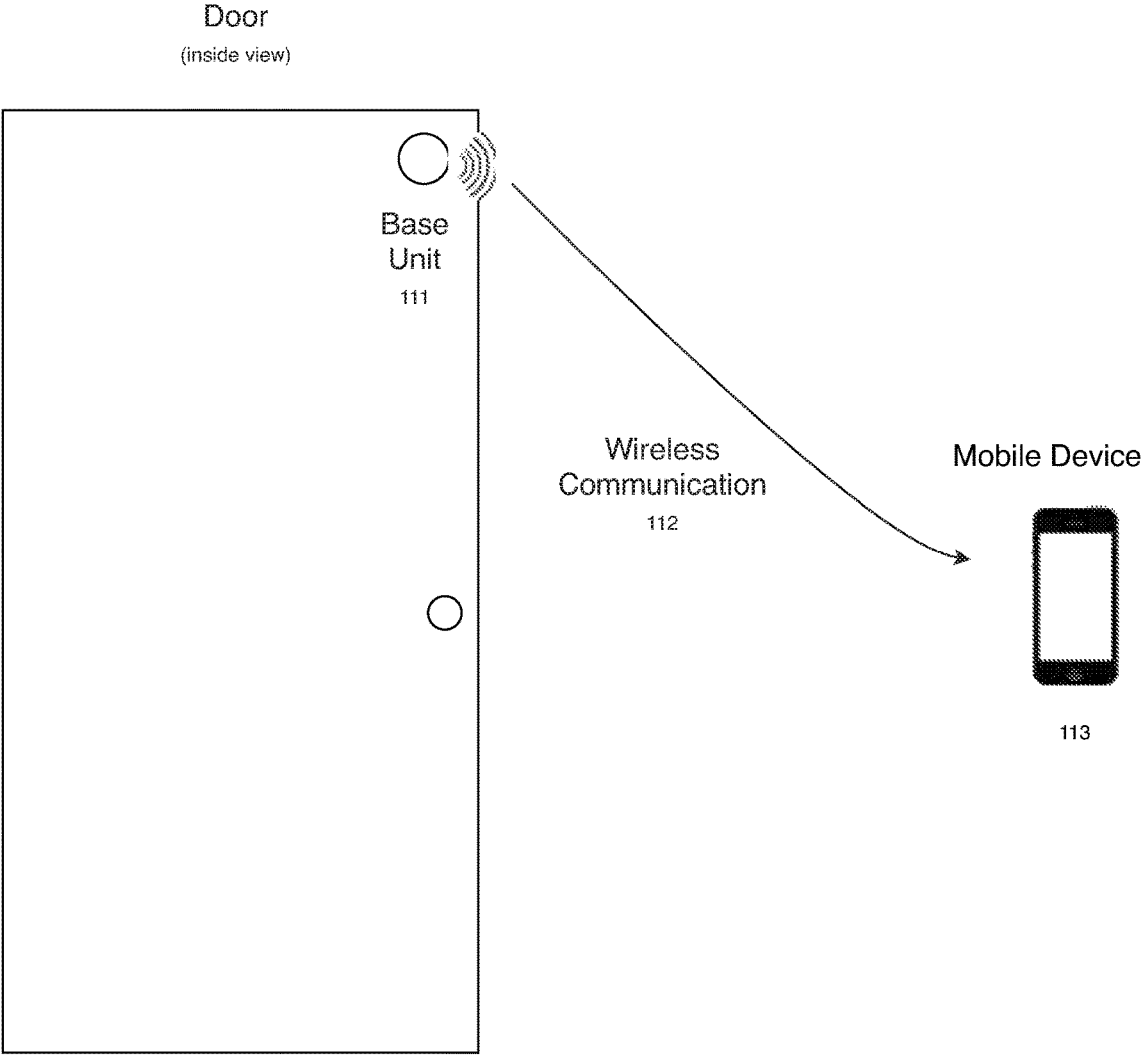 Door
(inside view)
Base
Unit
111
Wireless
Communication
112
Mobile Device
113